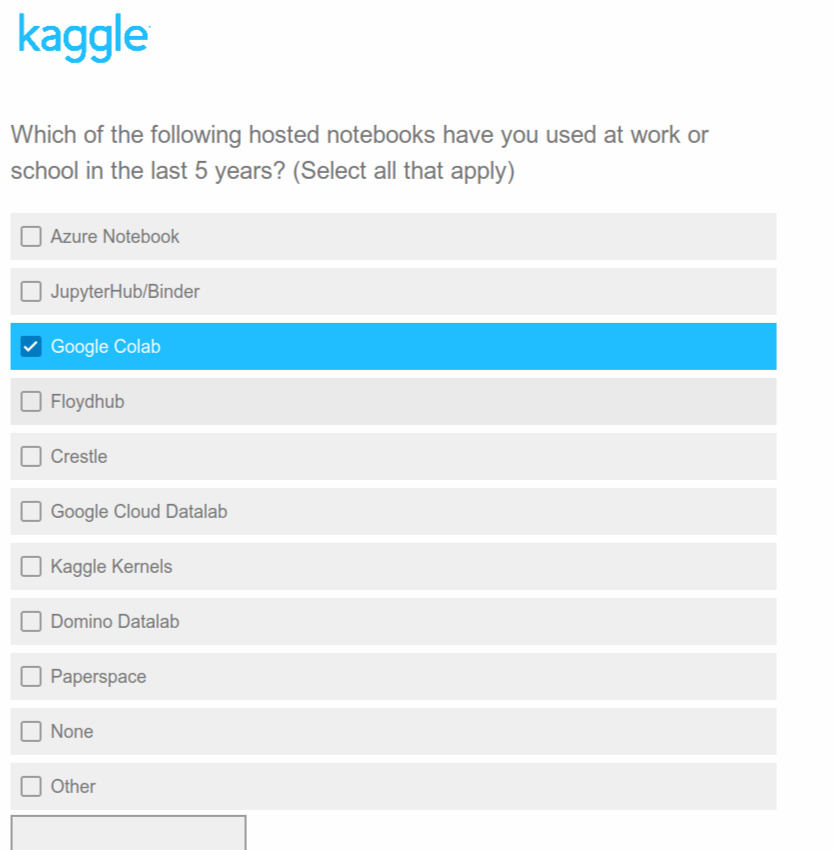 kaggle
Which of the following hosted notebooks have you used at work or
school in the last 5 years? (Select all that apply)
Azure Notebook
JupyterHub/Binder
Google Colab
Floydhub
Crestle
Google Cloud Datalab
Kaggle Kernels
Domino Datalab
Paperspace
None
Other